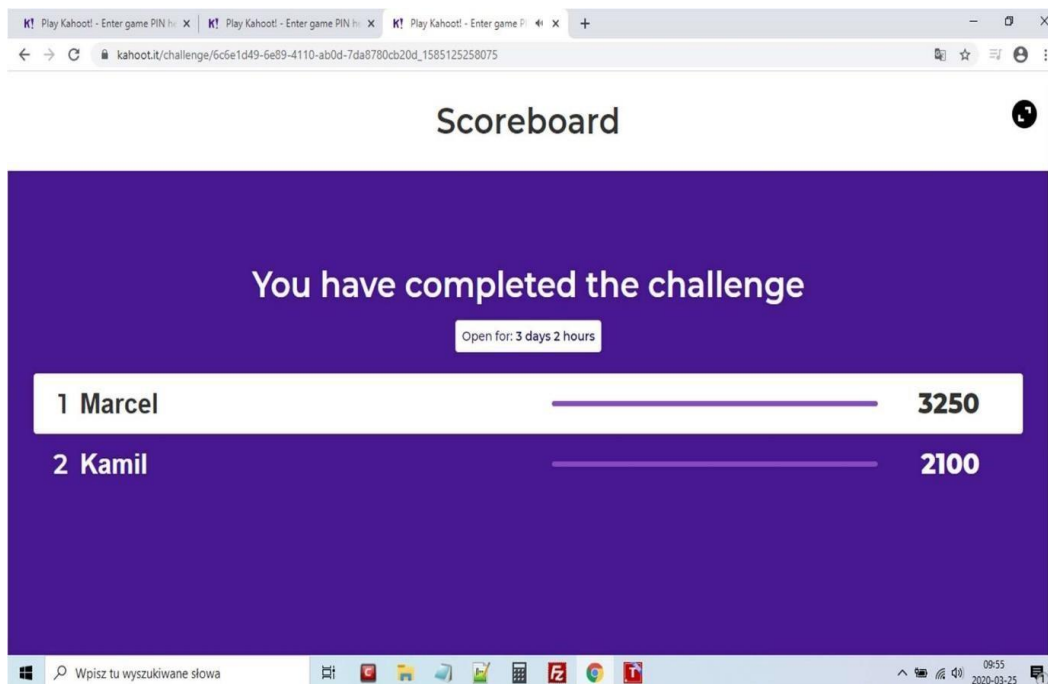 K! Play Kahoot! - Enter game PIN h
K! Play Kahoot! - Enter game PIN h
K! Play Kahoot! - Enter game P
kahoot.it/challenge/6c6e1d49-6e89-4110-ab0d-7da8780cb20d_1585125258075
Scoreboard
You have completed the challenge
Open for: 3 days 2 hours
1 Marcel 3250
2 Kamil 2100
Wpisz tu wyszukiwane słowa
09:55
2020-03-25